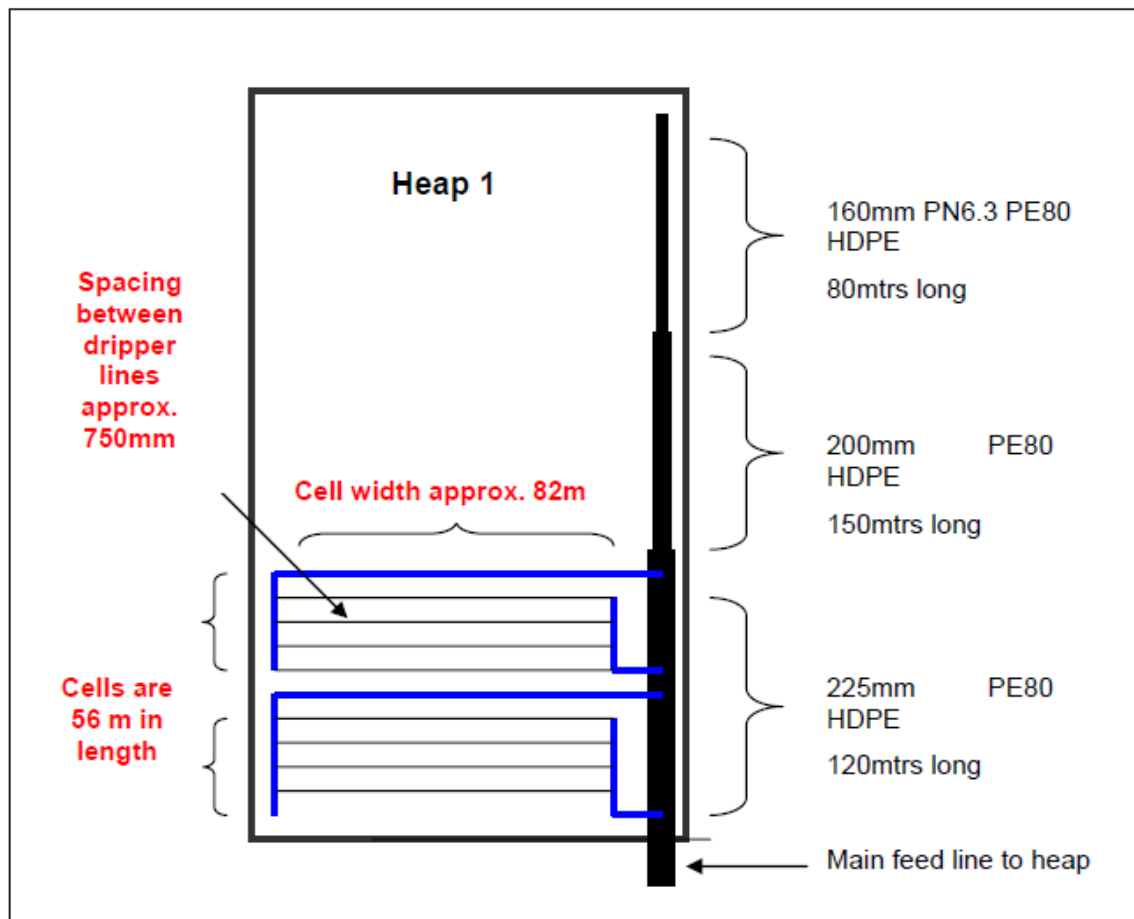 Heap 1
160mm PN6.3 PE80
HDPE
80mtrs long
Spacing
between
dripper
lines
approx.
750mm
200mm PE80
HDPE
150mtrs long
Cell width approx. 82m
Cells are
56 m in
length
225mm PE80
HDPE
120mtrs long
Main feed line to heap